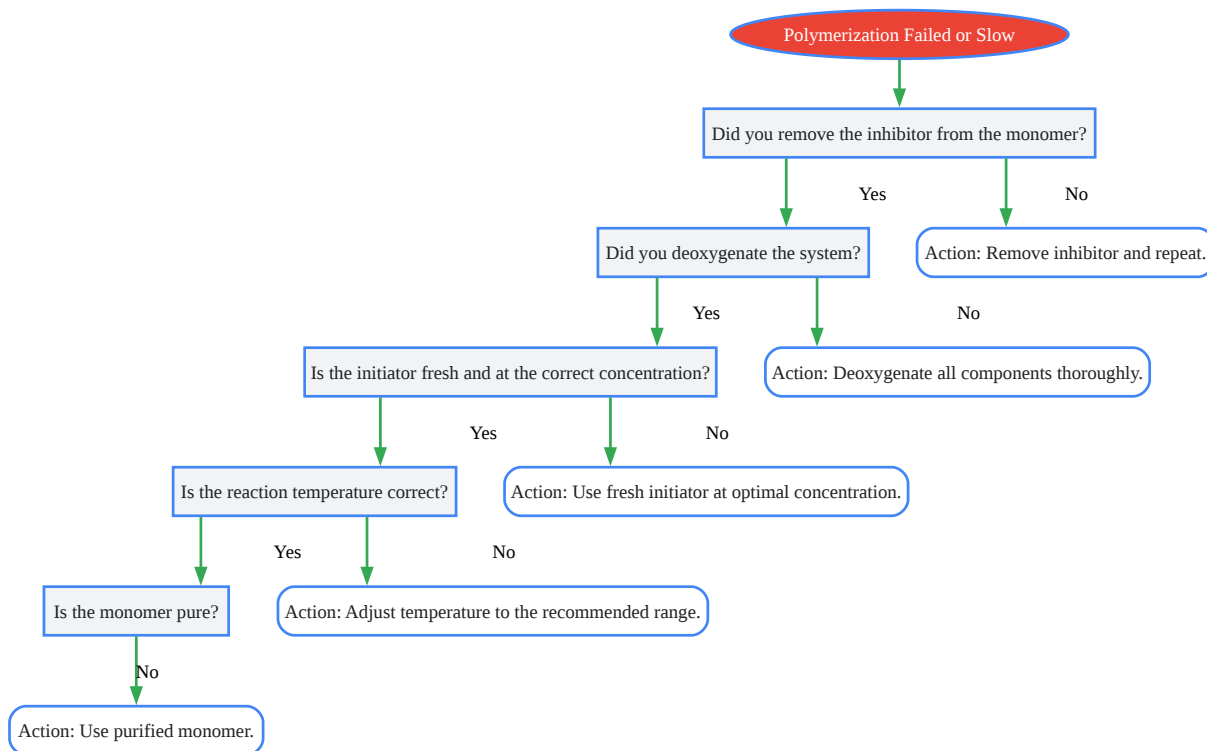 Polymerization Failed or Slow
Did you remove the inhibitor from the monomer?
Yes
No
Did you deoxygenate the system?
Action: Remove inhibitor and repeat.
Yes
No
Is the initiator fresh and at the correct concentration?
Action: Deoxygenate all components thoroughly.
Yes
No
Is the reaction temperature correct?
Action: Use fresh initiator at optimal concentration.
Yes
No
Is the monomer pure?
Action: Adjust temperature to the recommended range.
No
Action: Use purified monomer.